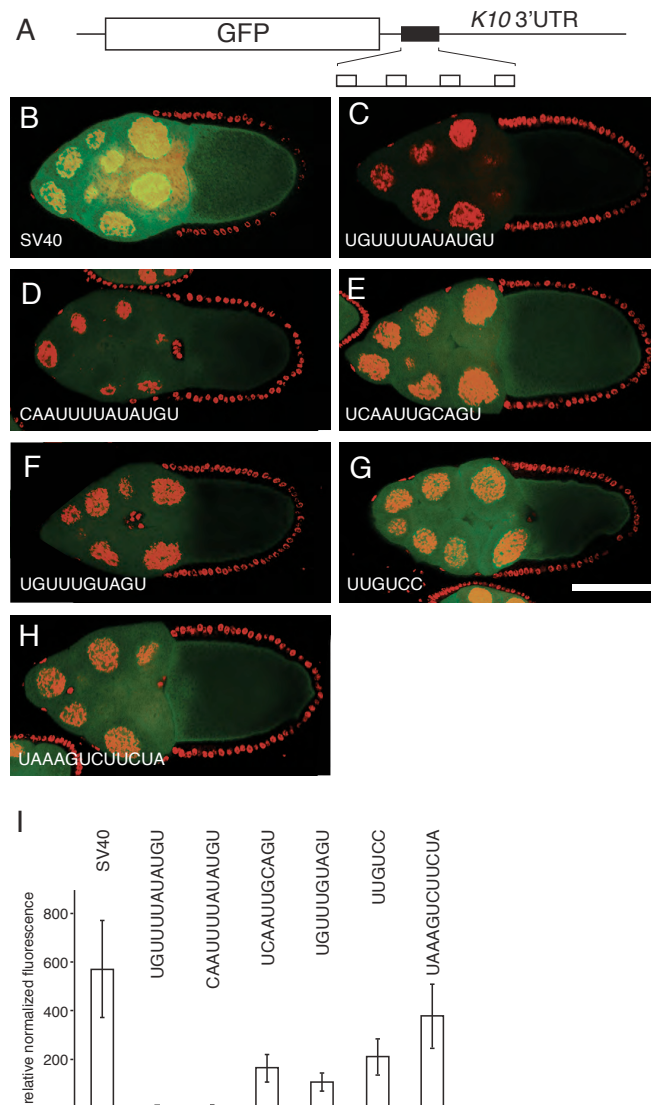 A
GFP
K10 3'UTR
B
SV40
C
UGUUUUAUAUGU
D
CAAUUUUAUAUGU
E
UCAAUUGCAGU
F
UGUUUGUAGU
G
UUGUCC
H
UAAAGUCUUCUA
I
relative normalized fluorescence
800
600
400
200
SV40
UGUUUUAUAUGU
CAAUUUUAUAUGU
UCAAUUGCAGU
UGUUUGUAGU
UUGUCC
UAAAGUCUUCUA